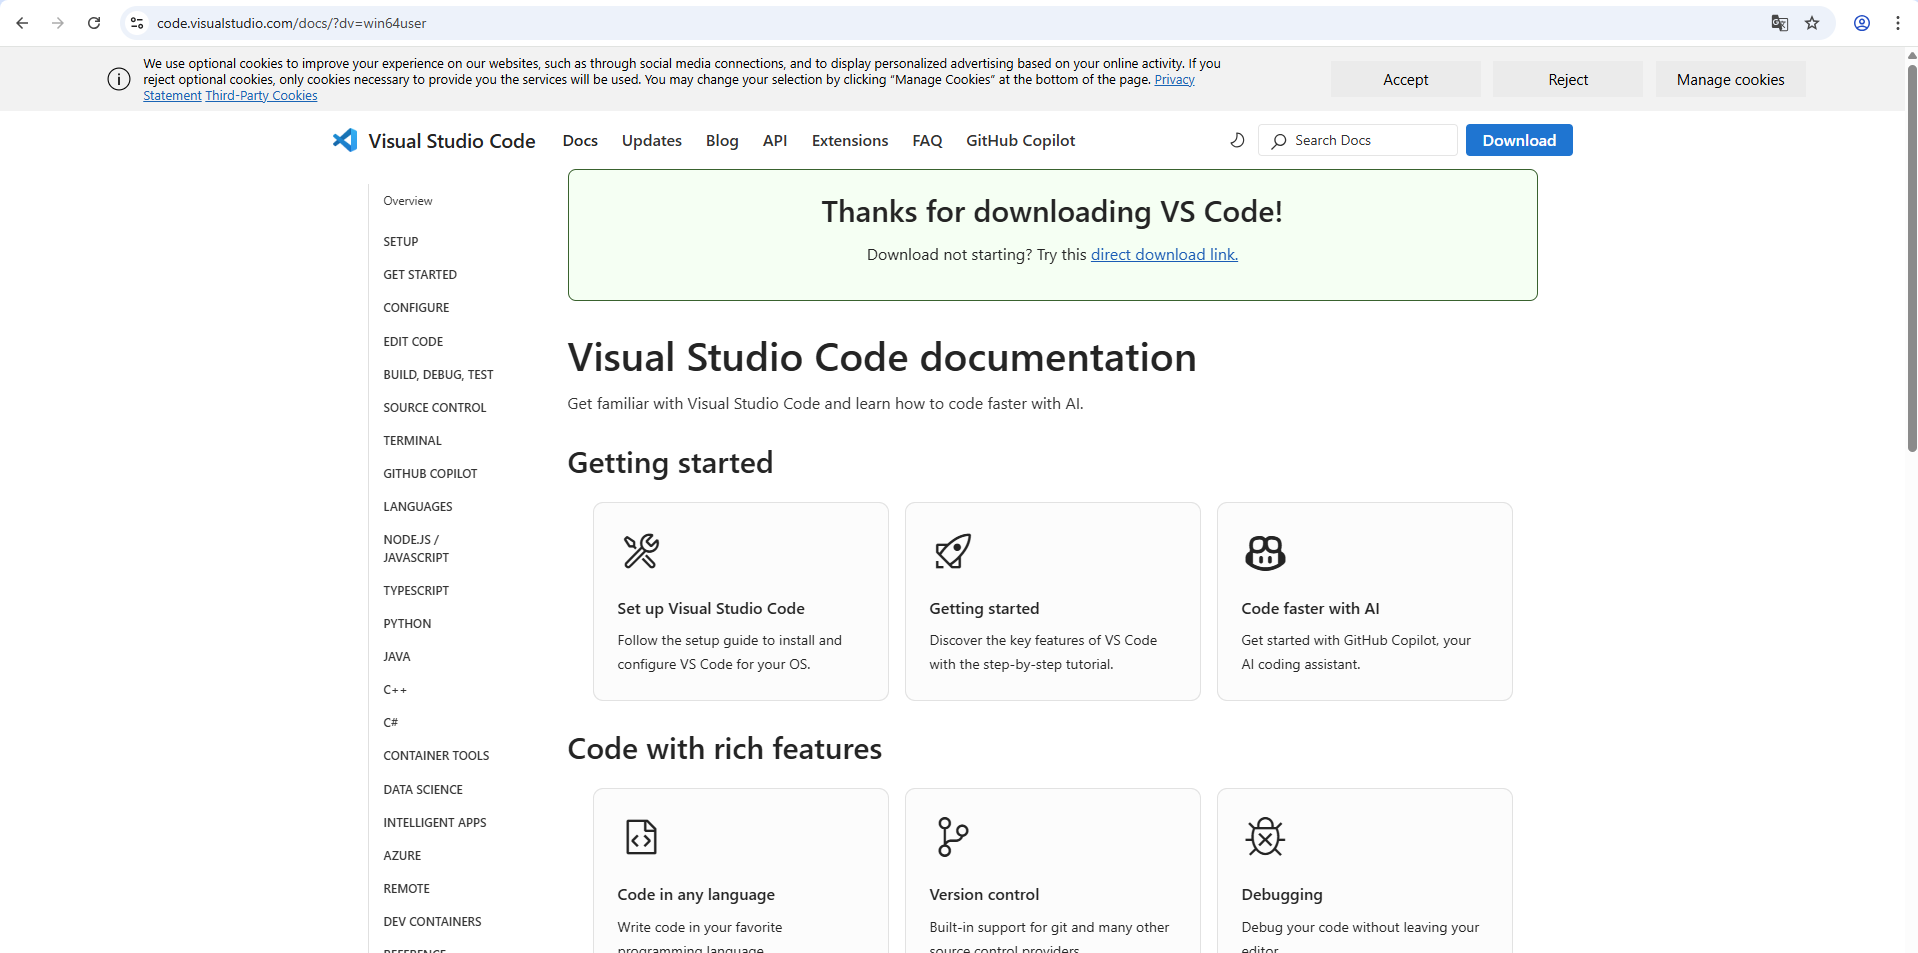 code.visualstudio.com/docs/?dv=win64user
We use optional cookies to improve your experience on our websites, such as through social media connections, and to display personalized advertising based on your online activity. If you
reject optional cookies, only cookies necessary to provide you the services will be used. You may change your selection by clicking “Manage Cookies” at the bottom of the page. Privacy
Statement Third-Party Cookies
Accept
Reject
Manage cookies
Visual Studio Code
Docs
Updates
Blog
API
Extensions
FAQ
GitHub Copilot
Search Docs
Download
Overview
SETUP
GET STARTED
CONFIGURE
EDIT CODE
BUILD, DEBUG, TEST
SOURCE CONTROL
TERMINAL
GITHUB COPILOT
LANGUAGES
NODE.JS /
JAVASCRIPT
TYPESCRIPT
PYTHON
JAVA
C++
C#
CONTAINER TOOLS
DATA SCIENCE
INTELLIGENT APPS
AZURE
REMOTE
DEV CONTAINERS
REFERENCE
Thanks for downloading VS Code!
Download not starting? Try this direct download link.
Visual Studio Code documentation
Get familiar with Visual Studio Code and learn how to code faster with AI.
Getting started
Set up Visual Studio Code
Follow the setup guide to install and
configure VS Code for your OS.
Getting started
Discover the key features of VS Code
with the step-by-step tutorial.
Code faster with AI
Get started with GitHub Copilot, your
AI coding assistant.
Code with rich features
Code in any language
Write code in your favorite
programming language.
Version control
Built-in support for git and many other
source control providers.
Debugging
Debug your code without leaving your
editor.